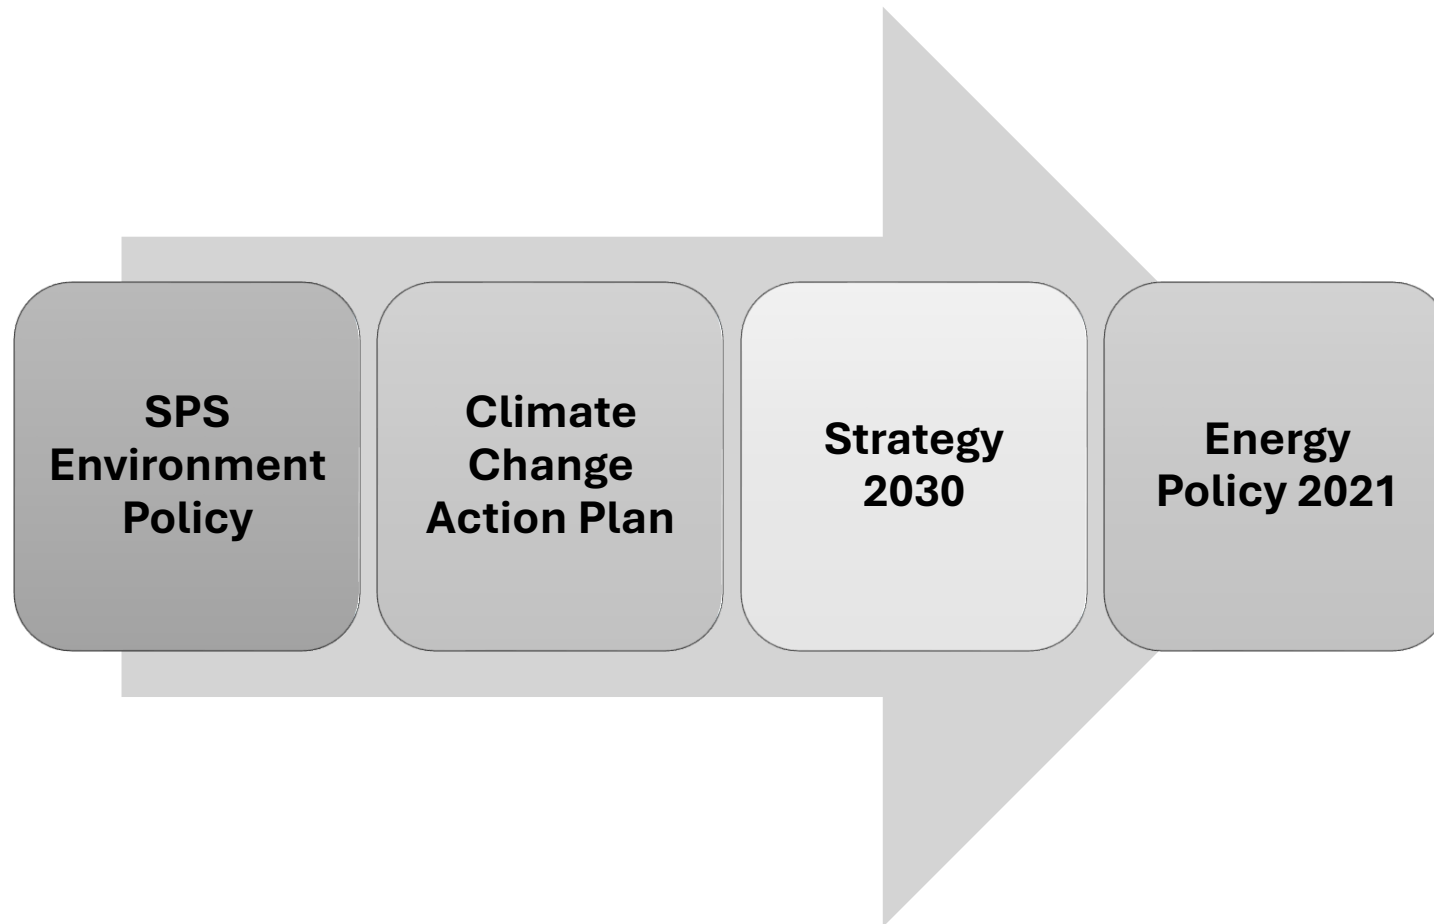 SPS
Environment
Policy
Climate
Change
Action Plan
Strategy
2030
Energy
Policy 2021